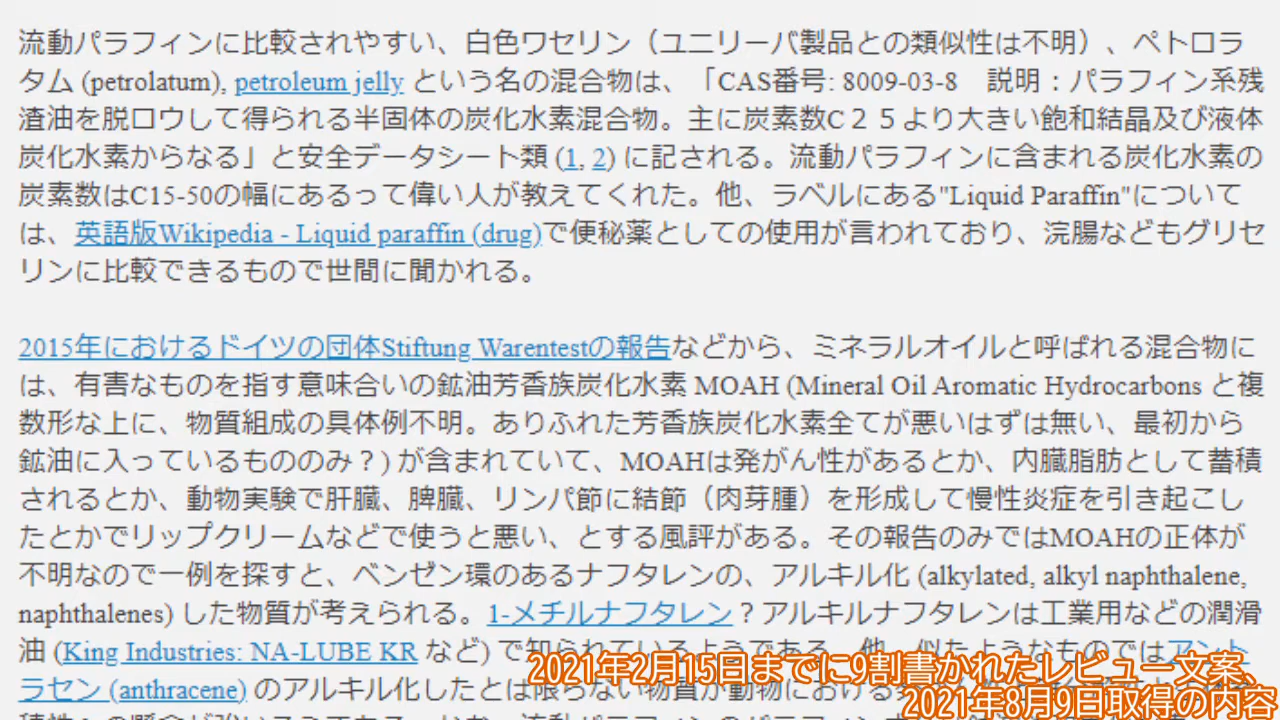 流動パラフィンに比較されやすい、白色ワセリン（ユニリーバ製品との類似性は不明）、ペトロラ
タム (petrolatum), petroleum jelly という名の混合物は、「CAS番号: 8009-03-8　説明：パラフィン系残
渣油を脱ロウして得られる半固体の炭化水素混合物。主に炭素数C２５より大きい飽和結晶及び液体
炭化水素からなる」と安全データシート類 (1, 2) に記される。流動パラフィンに含まれる炭化水素の
炭素数はC15-50の幅にあるって偉い人が教えてくれた。他、ラベルにある"Liquid Paraffin"について
は、英語版Wikipedia - Liquid paraffin (drug)で便秘薬としての使用が言われており、浣腸などもグリセ
リンに比較できるもので世間に聞かれる。
2015年におけるドイツの団体Stiftung Warentestの報告などから、ミネラルオイルと呼ばれる混合物に
は、有害なものを指す意味合いの鉱油芳香族炭化水素 MOAH (Mineral Oil Aromatic Hydrocarbons と複
数形な上に、物質組成の具体例不明。ありふれた芳香族炭化水素全てが悪いはずは無い、最初から
鉱油に入っているもののみ？) が含まれていて、MOAHは発がん性があるとか、内臓脂肪として蓄積
されるとか、動物実験で肝臓、脾臓、リンパ節に結節（肉芽腫）を形成して慢性炎症を引き起こし
たとかでリップクリームなどで使うと悪い、とする風評がある。その報告のみではMOAHの正体が
不明なので一例を探すと、ベンゼン環のあるナフタレンの、アルキル化 (alkylated, alkyl naphthalene,
naphthalenes) した物質が考えられる。1-メチルナフタレン？アルキルナフタレンは工業用などの潤滑
油 (King Industries: NA-LUBE KR など) で知られているようである。他、似たようなものではアント
ラセン (anthracene) のアルキル化したとは限らない物質が動物における
2021年2月15日までに9割書かれたレビュー文案、
2021年8月9日取得の内容